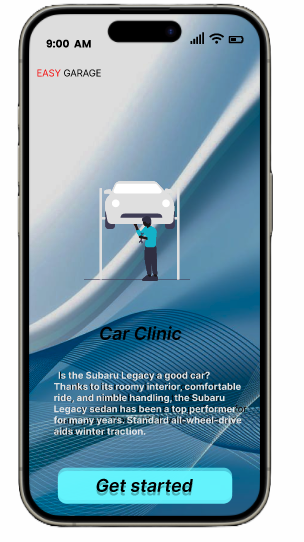 9:00 AM
EASY GARAGE
Car Clinic
Is the Subaru Legacy a good car?
Thanks to its roomy interior, comfortable
ride, and nimble handling, the Subaru
Legacy sedan has been a top performer
for many years. Standard all-wheel-drive
aids winter traction.
Get started